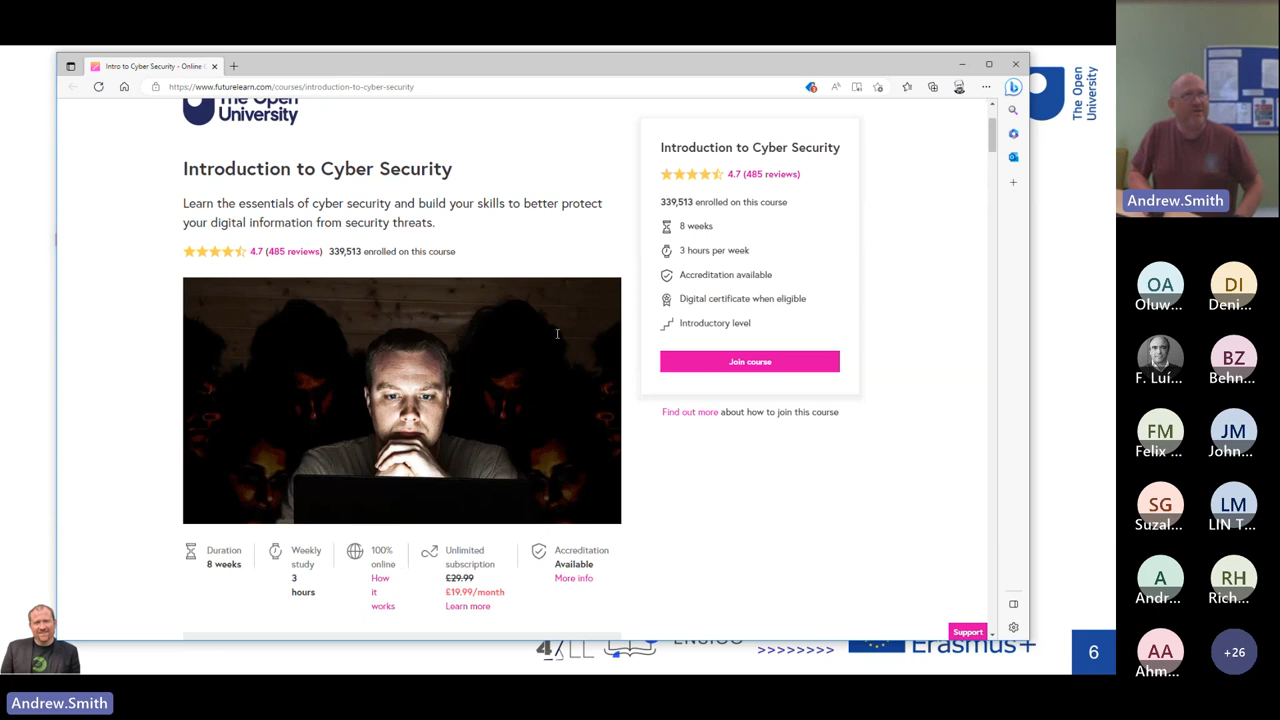 Intro to Cyber Security - Online
https://www.futurelearn.com/courses/introduction-to-cyber-security
The Open
University
Introduction to Cyber Security
Learn the essentials of cyber security and build your skills to better protect
your digital information from security threats.
4.7 (485 reviews) 339,513 enrolled on this course
Duration
8 weeks
Weekly
study
3
hours
100%
online
How
it
works
Unlimited
subscription
£29.99
£19.99/month
Learn more
Accreditation
Available
More info
Introduction to Cyber Security
4.7 (485 reviews)
339,513 enrolled on this course
8 weeks
3 hours per week
Accreditation available
Digital certificate when eligible
Introductory level
Join course
Find out more about how to join this course
Support
The Open
University
4
>>>>>>>>
Erasmus+
6
Andrew.Smith
Andrew.Smith
OA
Oluw...
DI
Deni...
F. Luí...
BZ
Behn...
FM
Felix ...
JM
John...
SG
Suzal...
LM
LIN T...
A
Andr...
RH
Rich...
AA
Ahm...
+26